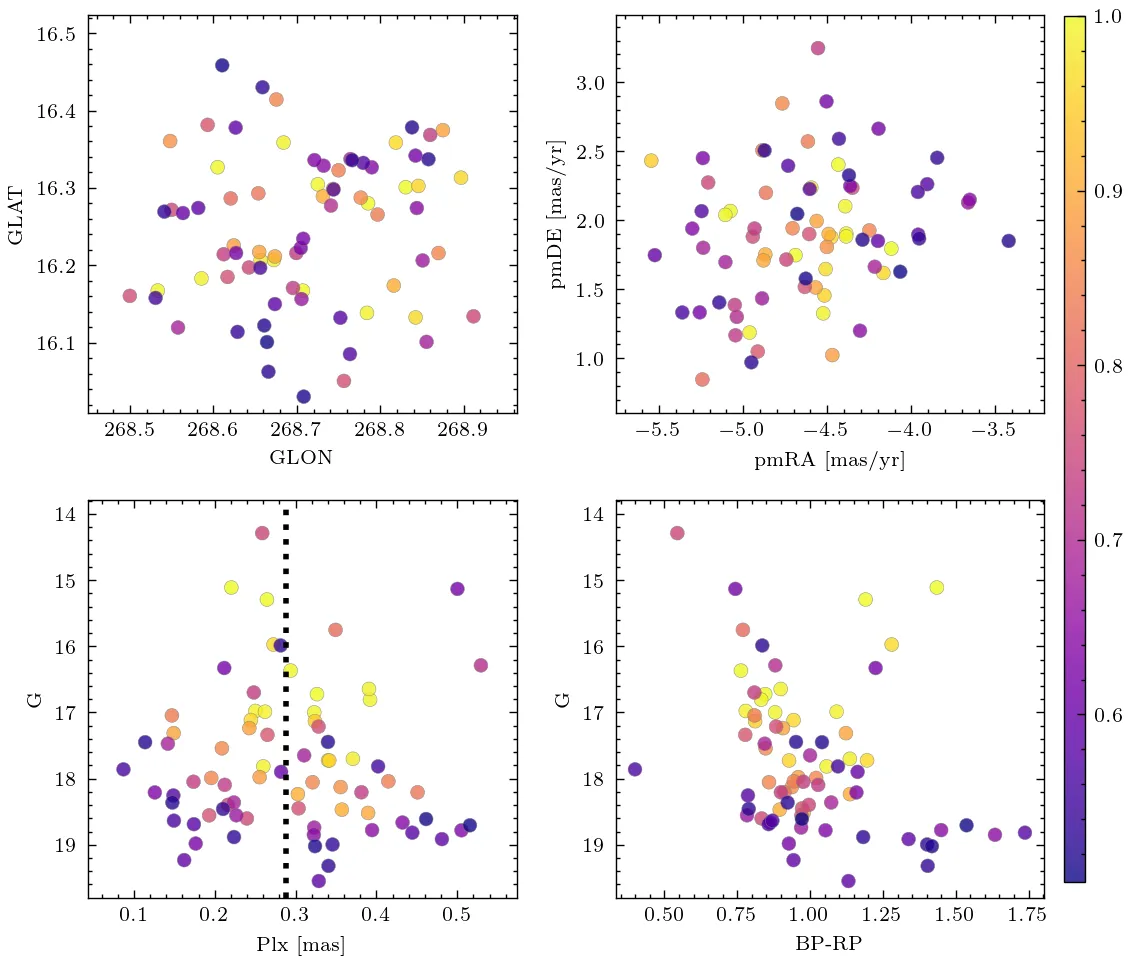 16.5
16.4
16.3
16.2
16.1
GLAT
268.5 268.6 268.7 268.8 268.9
GLON
3.0
2.5
2.0
1.5
1.0
pmDE [mas/yr]
−5.5 −5.0 −4.5 −4.0 −3.5
pmRA [mas/yr]
1.0
0.9
0.8
0.7
0.6
14
15
16
17
18
19
G
0.1 0.2 0.3 0.4 0.5
Plx [mas]
14
15
16
17
18
19
G
0.50 0.75 1.00 1.25 1.50 1.75
BP-RP